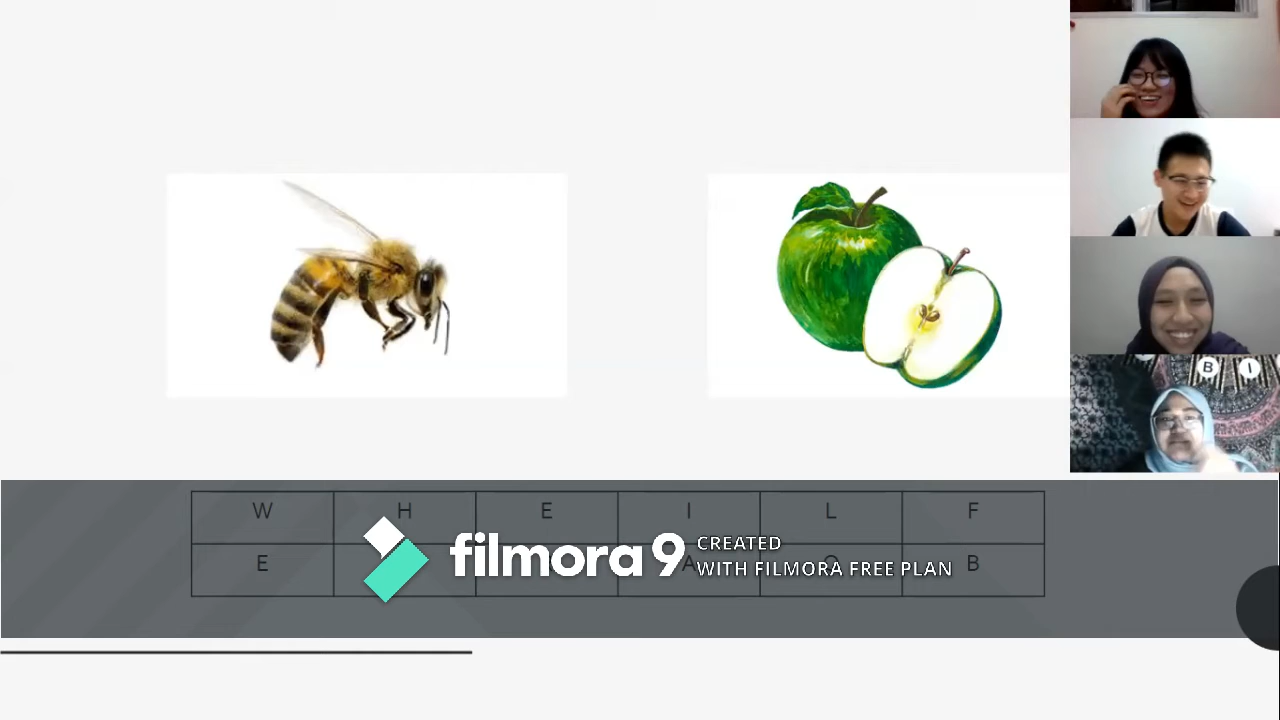 B I
W H E I L F
E A O B
filmora 9 CREATED
WITH FILMORA FREE PLAN